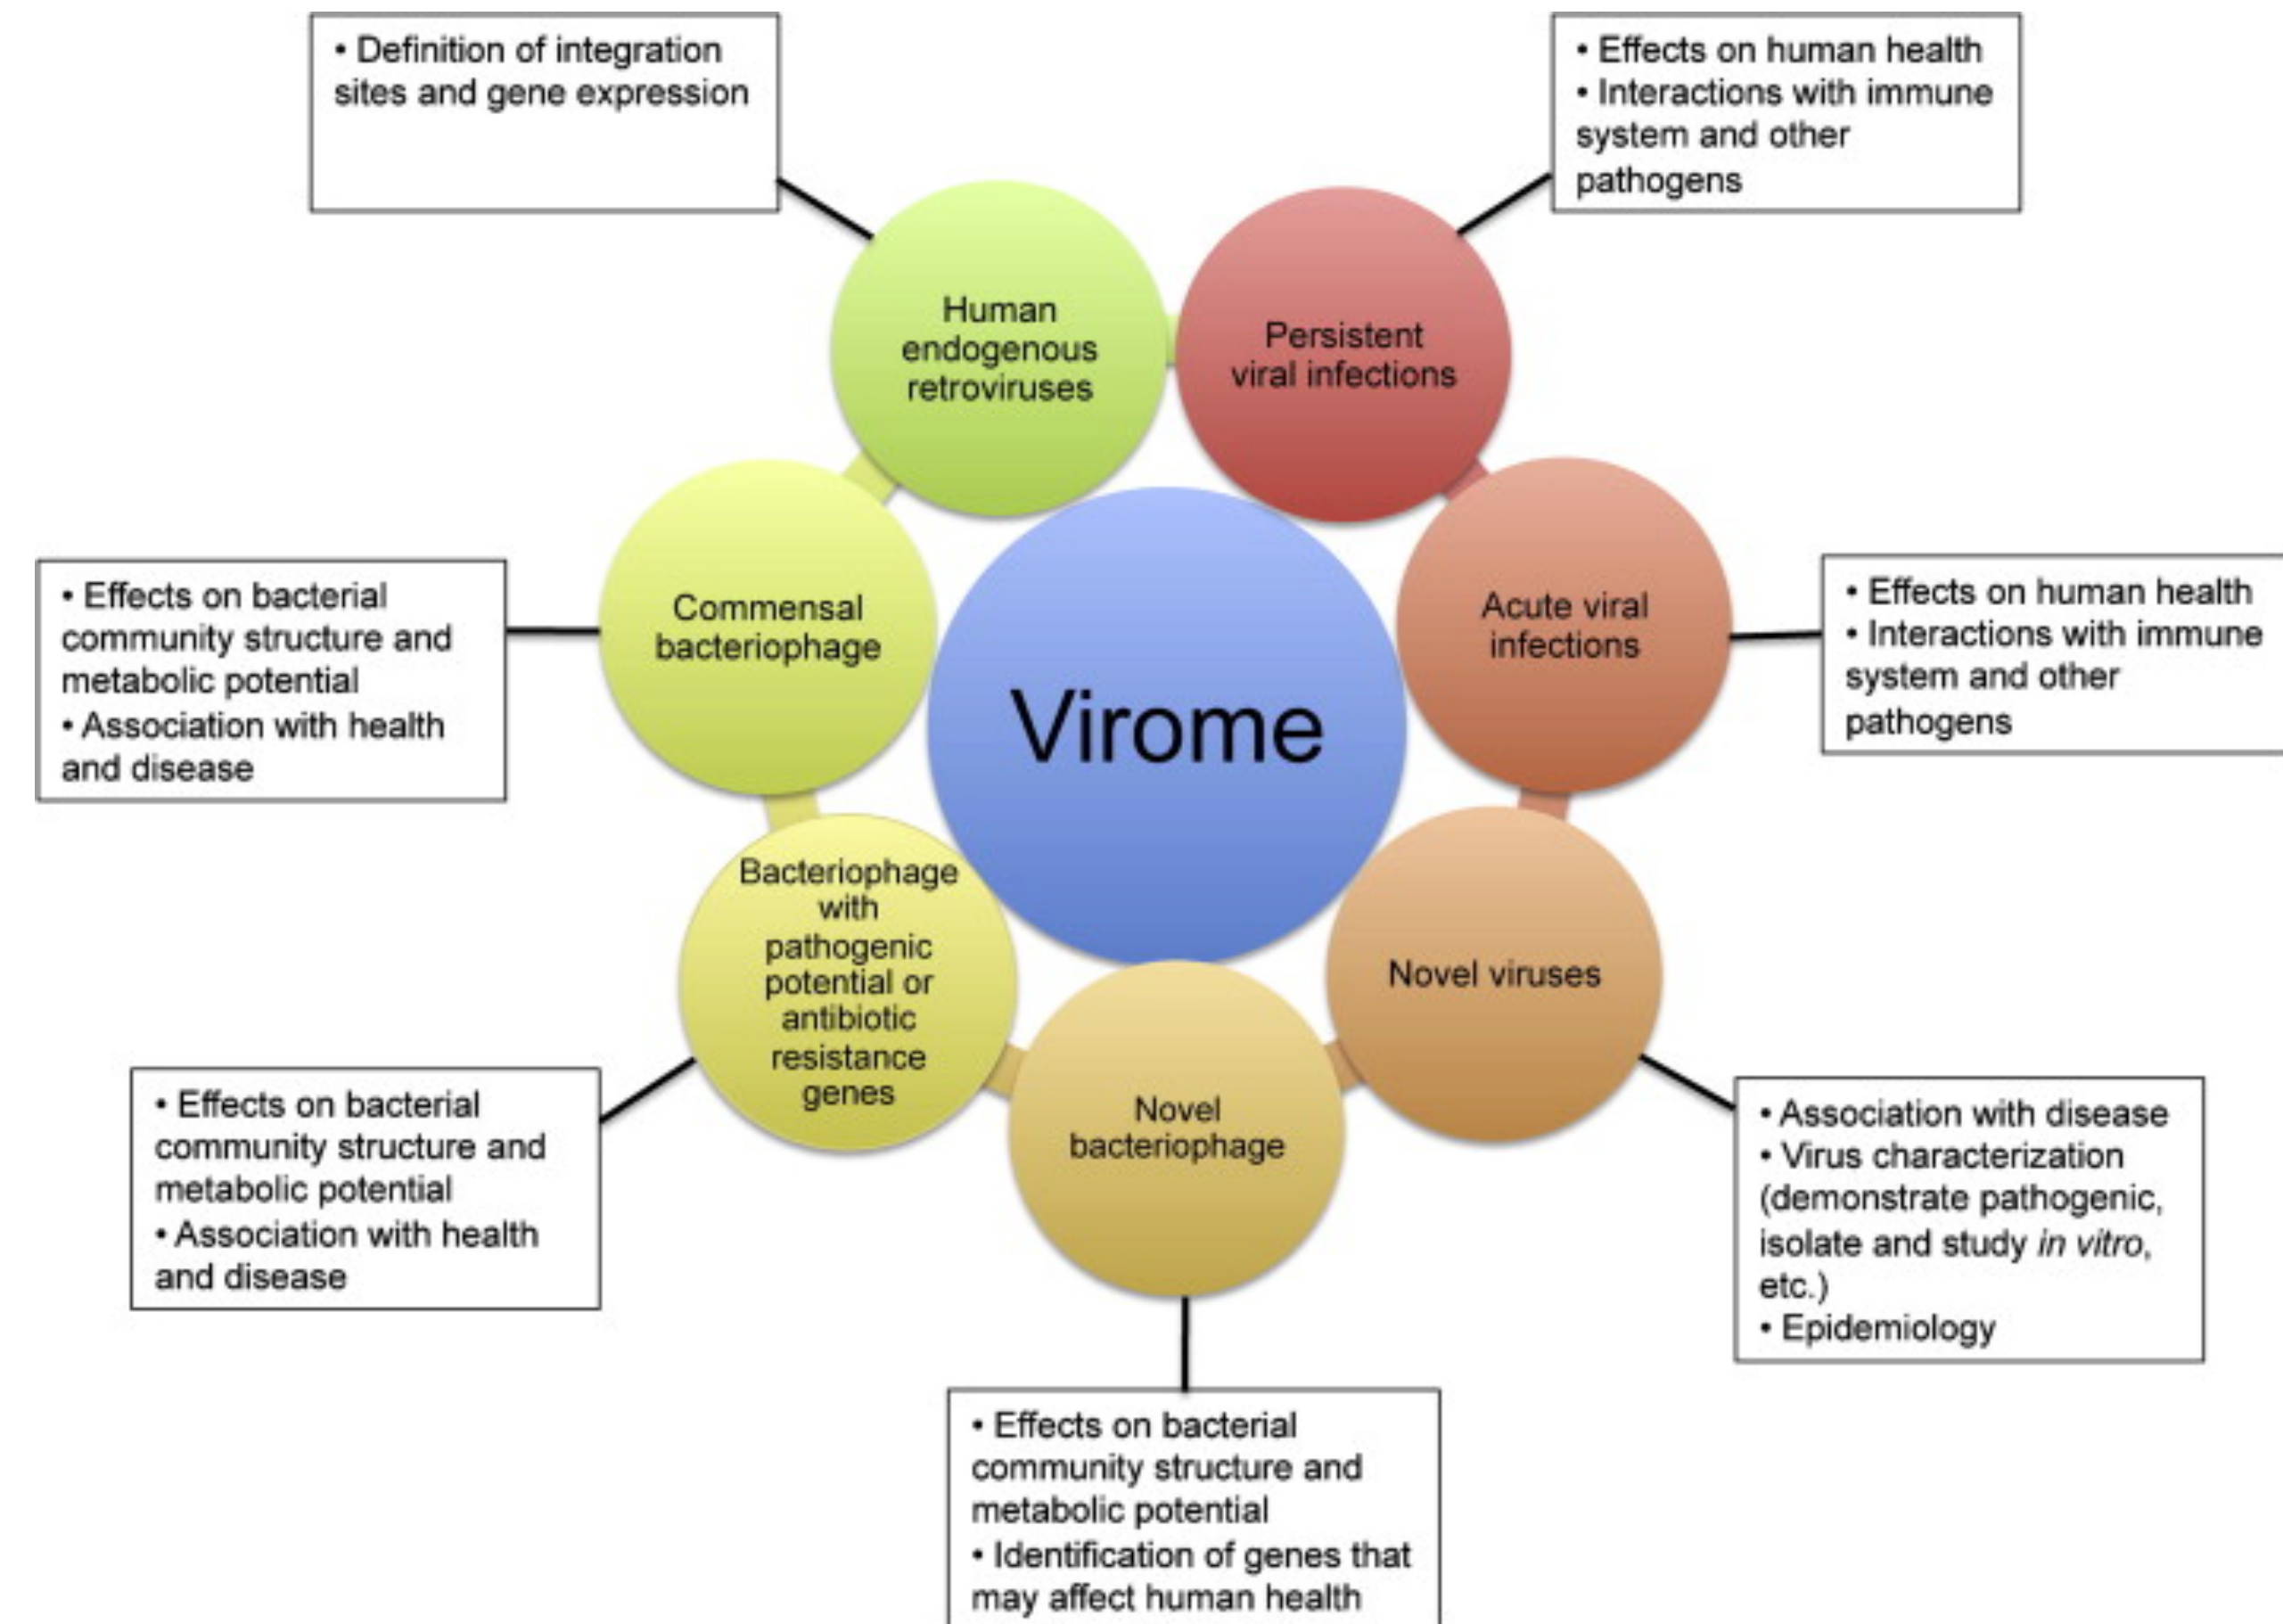 • Definition of integration
sites and gene expression
• Effects on human health
• Interactions with immune
system and other
pathogens
Human
endogenous
retroviruses
Persistent
viral infections
Commensal
bacteriophage
Acute viral
infections
• Effects on bacterial
community structure and
metabolic potential
• Association with health
and disease
• Effects on human health
• Interactions with immune
system and other
pathogens
Virome
Bacteriophage
with
pathogenic
potential or
antibiotic
resistance
genes
Novel viruses
Novel
bacteriophage
• Effects on bacterial
community structure and
metabolic potential
• Association with health
and disease
• Association with disease
• Virus characterization
(demonstrate pathogenic,
isolate and study in vitro,
etc.)
• Epidemiology
• Effects on bacterial
community structure and
metabolic potential
• Identification of genes that
may affect human health